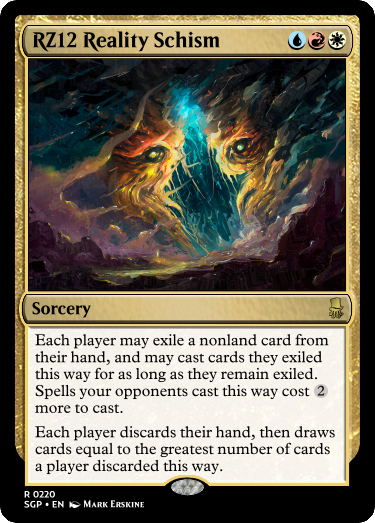 RZ12 Reality Schism
Sorcery
Each player may exile a nonland card from
their hand, and may cast cards they exiled
this way for as long as they remain exiled.
Spells your opponents cast this way cost 2
more to cast.
Each player discards their hand, then draws
cards equal to the greatest number of cards
a player discarded this way.
R 0220
SGP • EN Mark Erskine